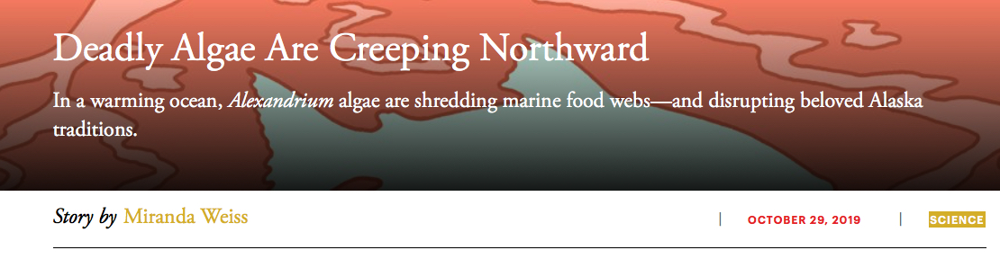 Deadly Algae Are Creeping Northward
In a warming ocean, Alexandrium algae are shredding marine food webs—and disrupting beloved Alaska
traditions.
Story by Miranda Weiss | OCTOBER 29, 2019 | SCIENCE